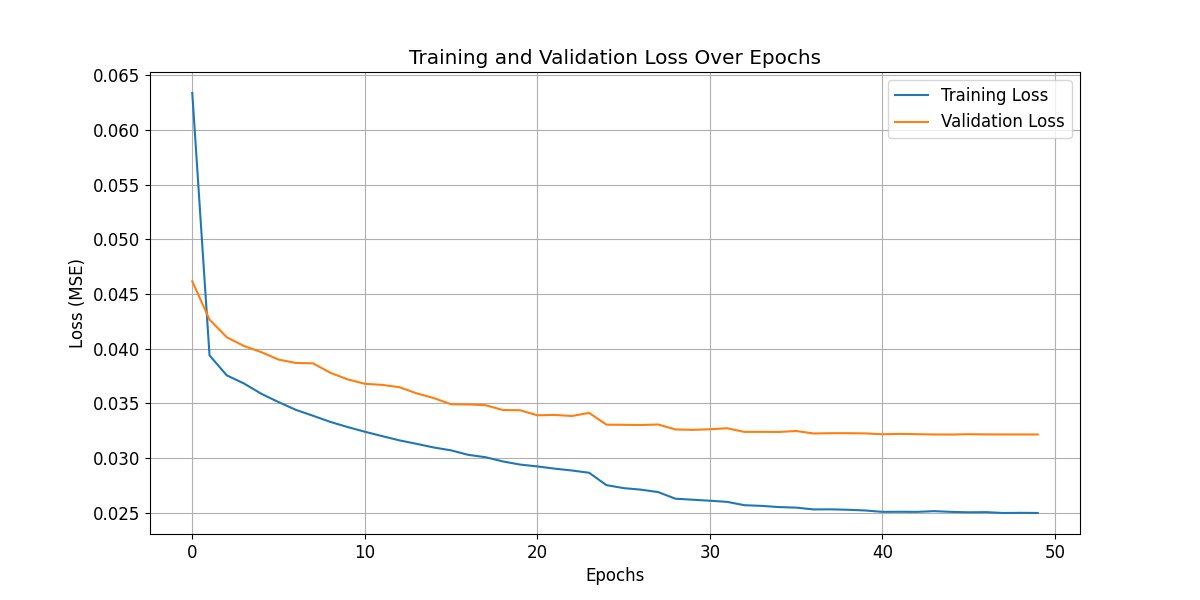 Training and Validation Loss Over Epochs
0.065
0.060
0.055
0.050
0.045
0.040
0.035
0.030
0.025
Loss (MSE)
Training Loss
Validation Loss
0 10 20 30 40 50
Epochs